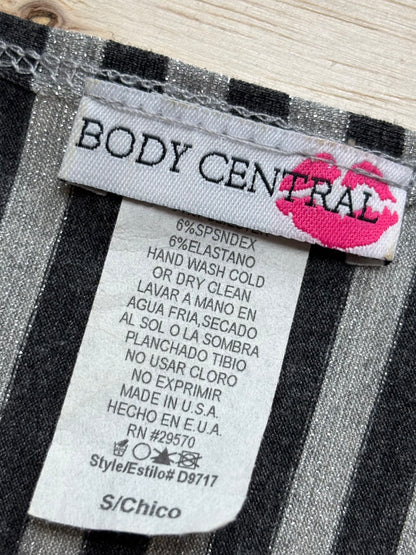 BODY CENTRAL
6%SPSNDEX
6%ELASTANO
HAND WASH COLD
OR DRY CLEAN
LAVAR A MANO EN
AGUA FRIA,SECADO
AL SOL O LA SOMBRA
PLANCHADO TIBIO
NO USAR CLORO
NO EXPRIMIR
MADE IN U.S.A.
HECHO EN E.U.A.
RN #29570
Style/Estilo# D9717
S/Chico